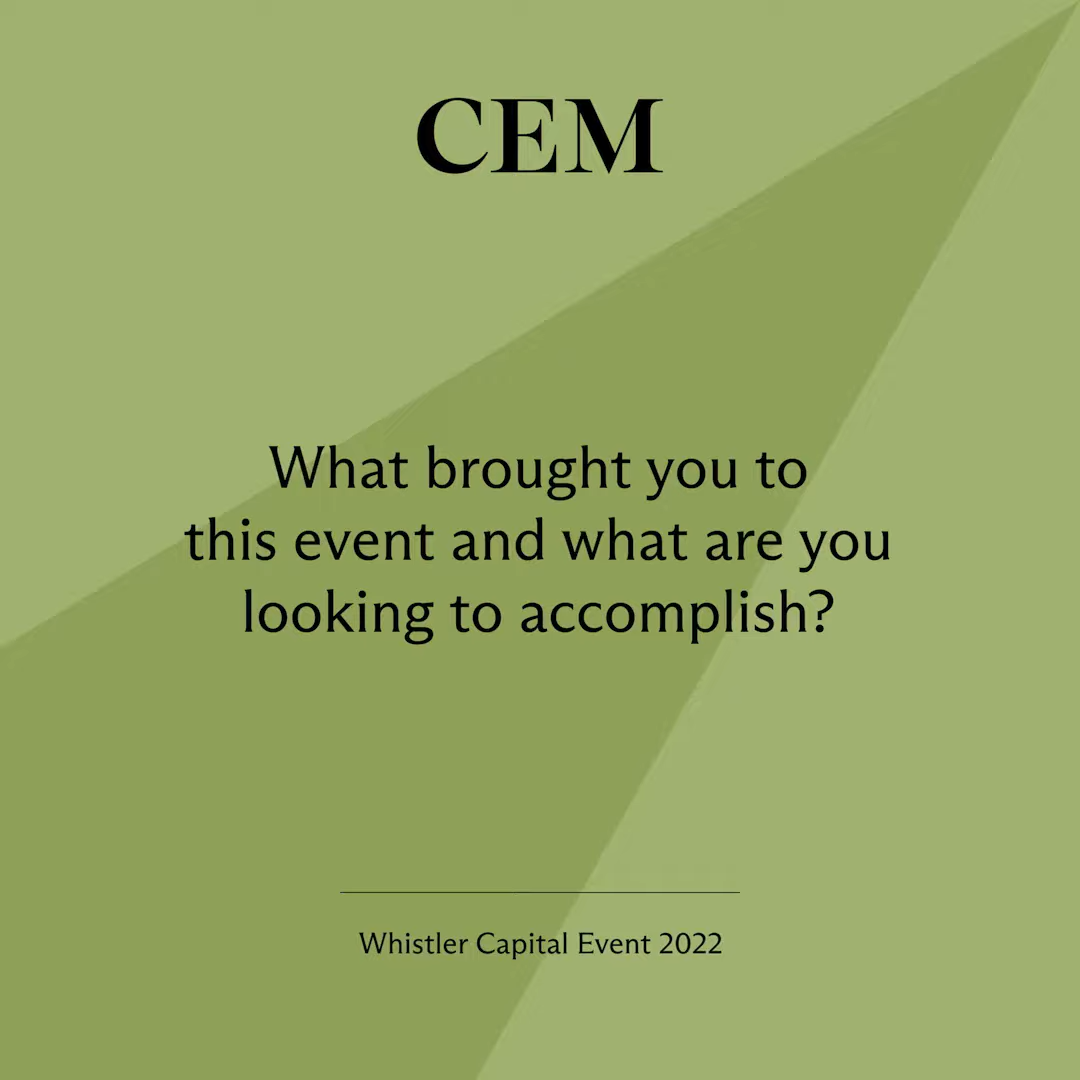 CEM
What brought you to
this event and what are you
looking to accomplish?
Whistler Capital Event 2022